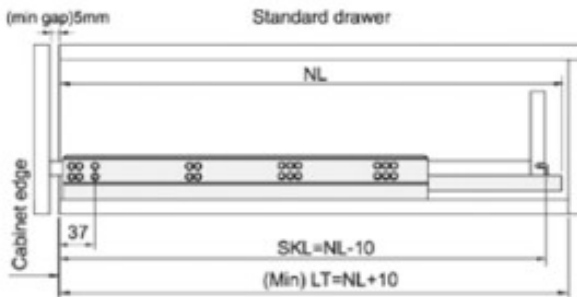 (min gap)5mm Standard drawer
NL
Cabinet edge
37
SKL=NL-10
(Min) LT=NL+10